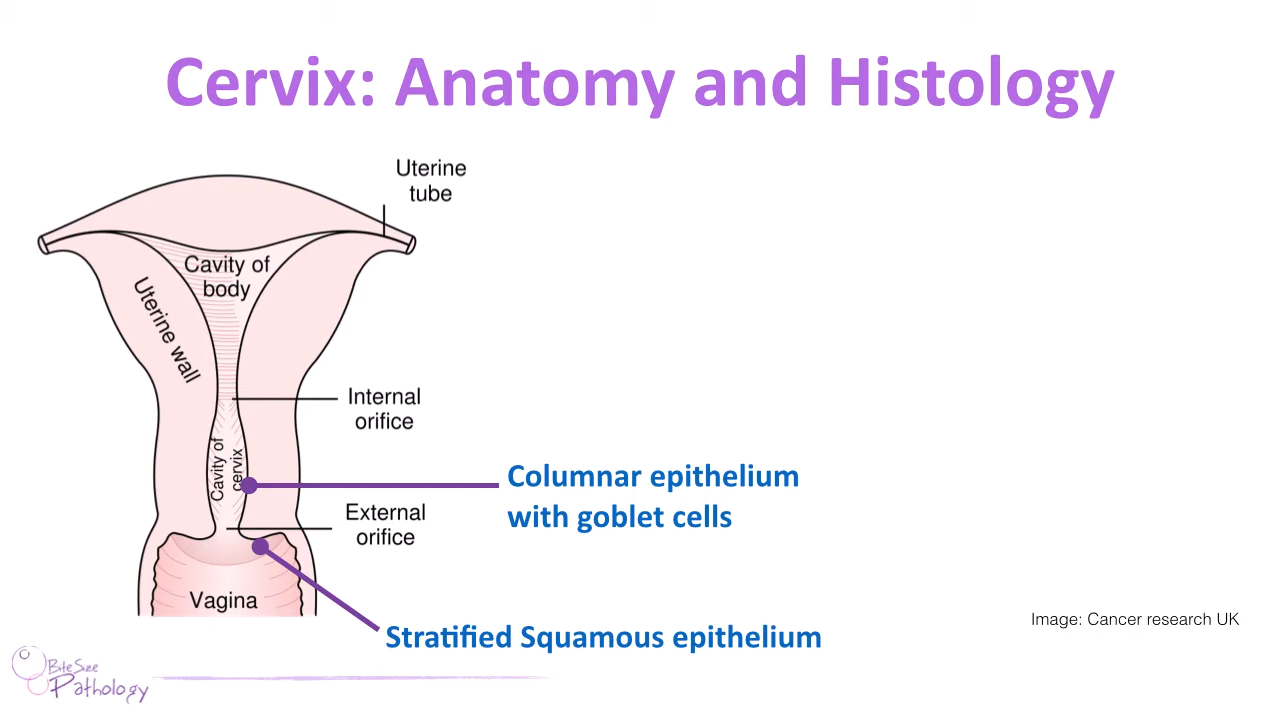 Cervix: Anatomy and Histology
Uterine
tube
Cavity of
body
Uterine wall
Internal
orifice
Cavity of
cervix
Columnar epithelium
with goblet cells
External
orifice
Vagina
Stratified Squamous epithelium
Image: Cancer research UK
Bite Size
Pathology